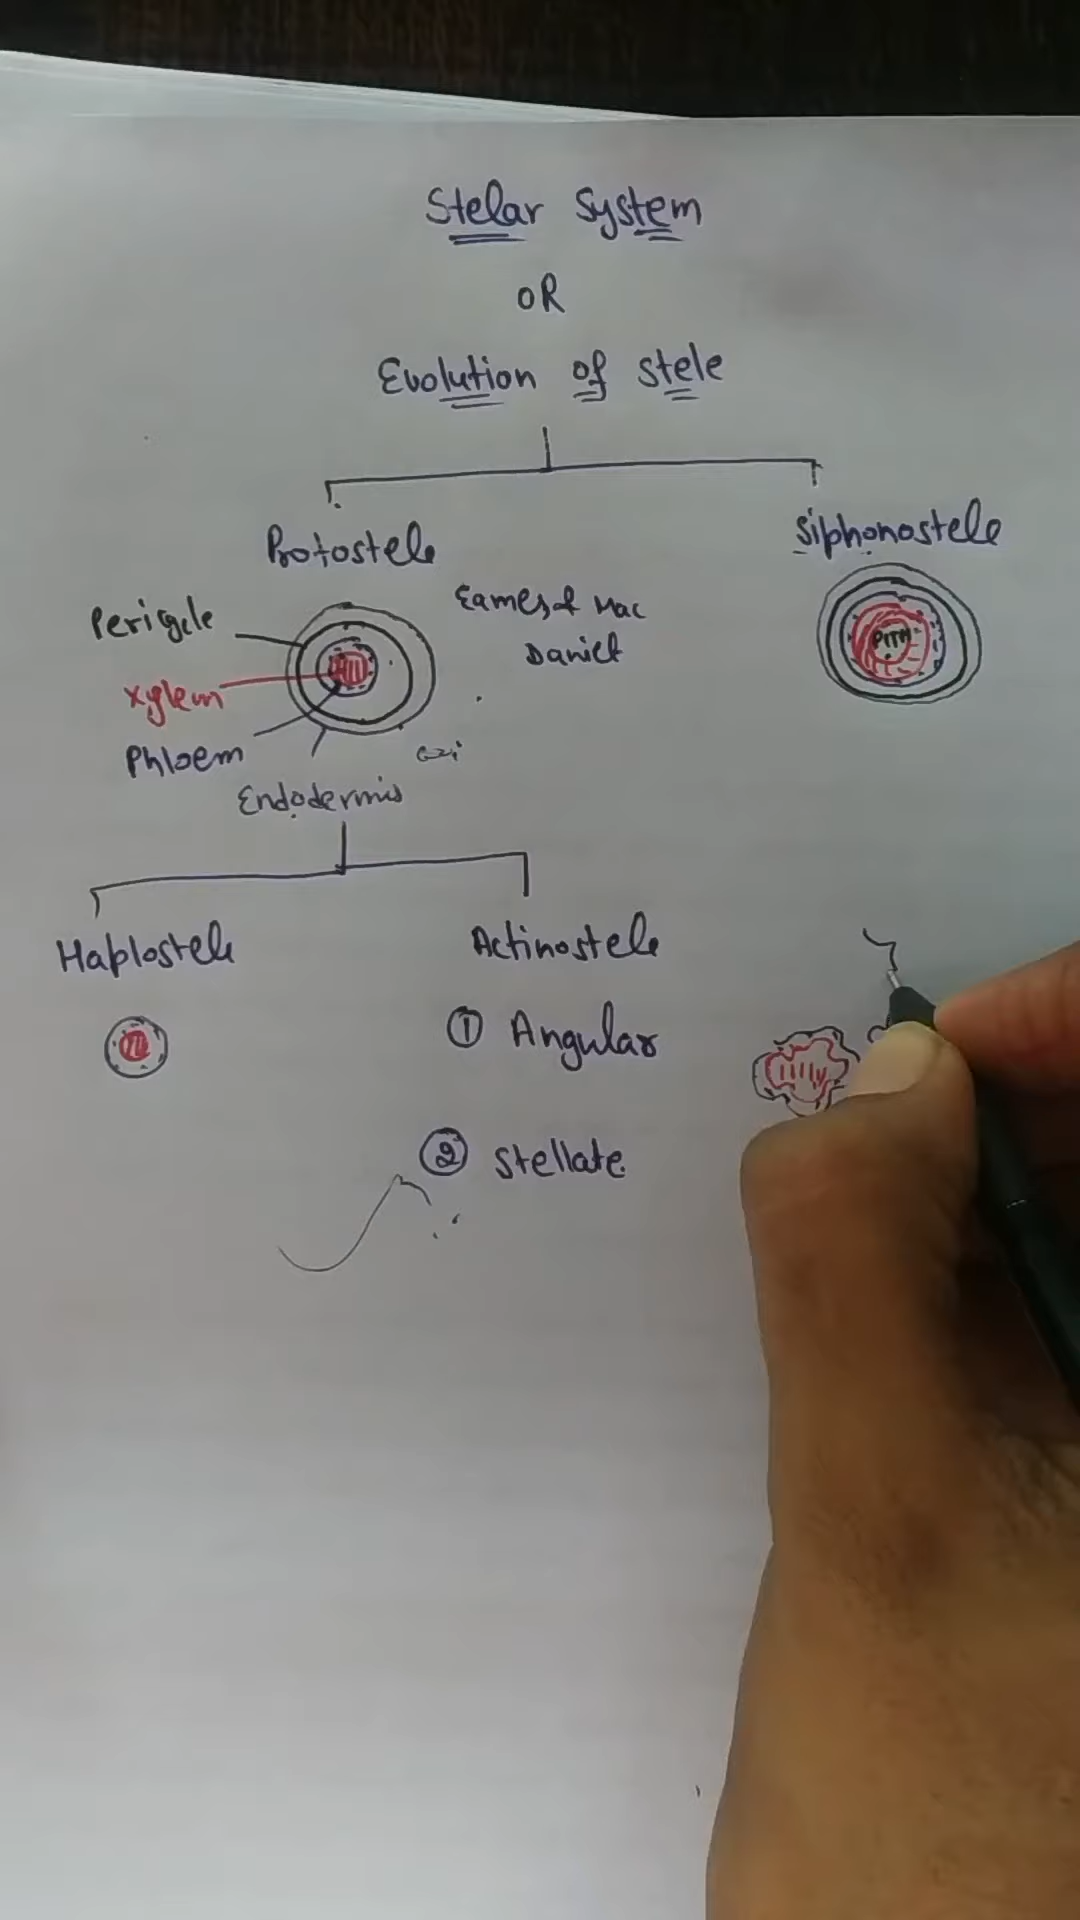 Stelar System
OR
Evolution of stele
Protostele
Siphonostele
Eames & Mac
Daniel
Pericycle
Xylem
Phloem
Endodermis
PITH
Haplostele
Actinostele
① Angular
② Stellate